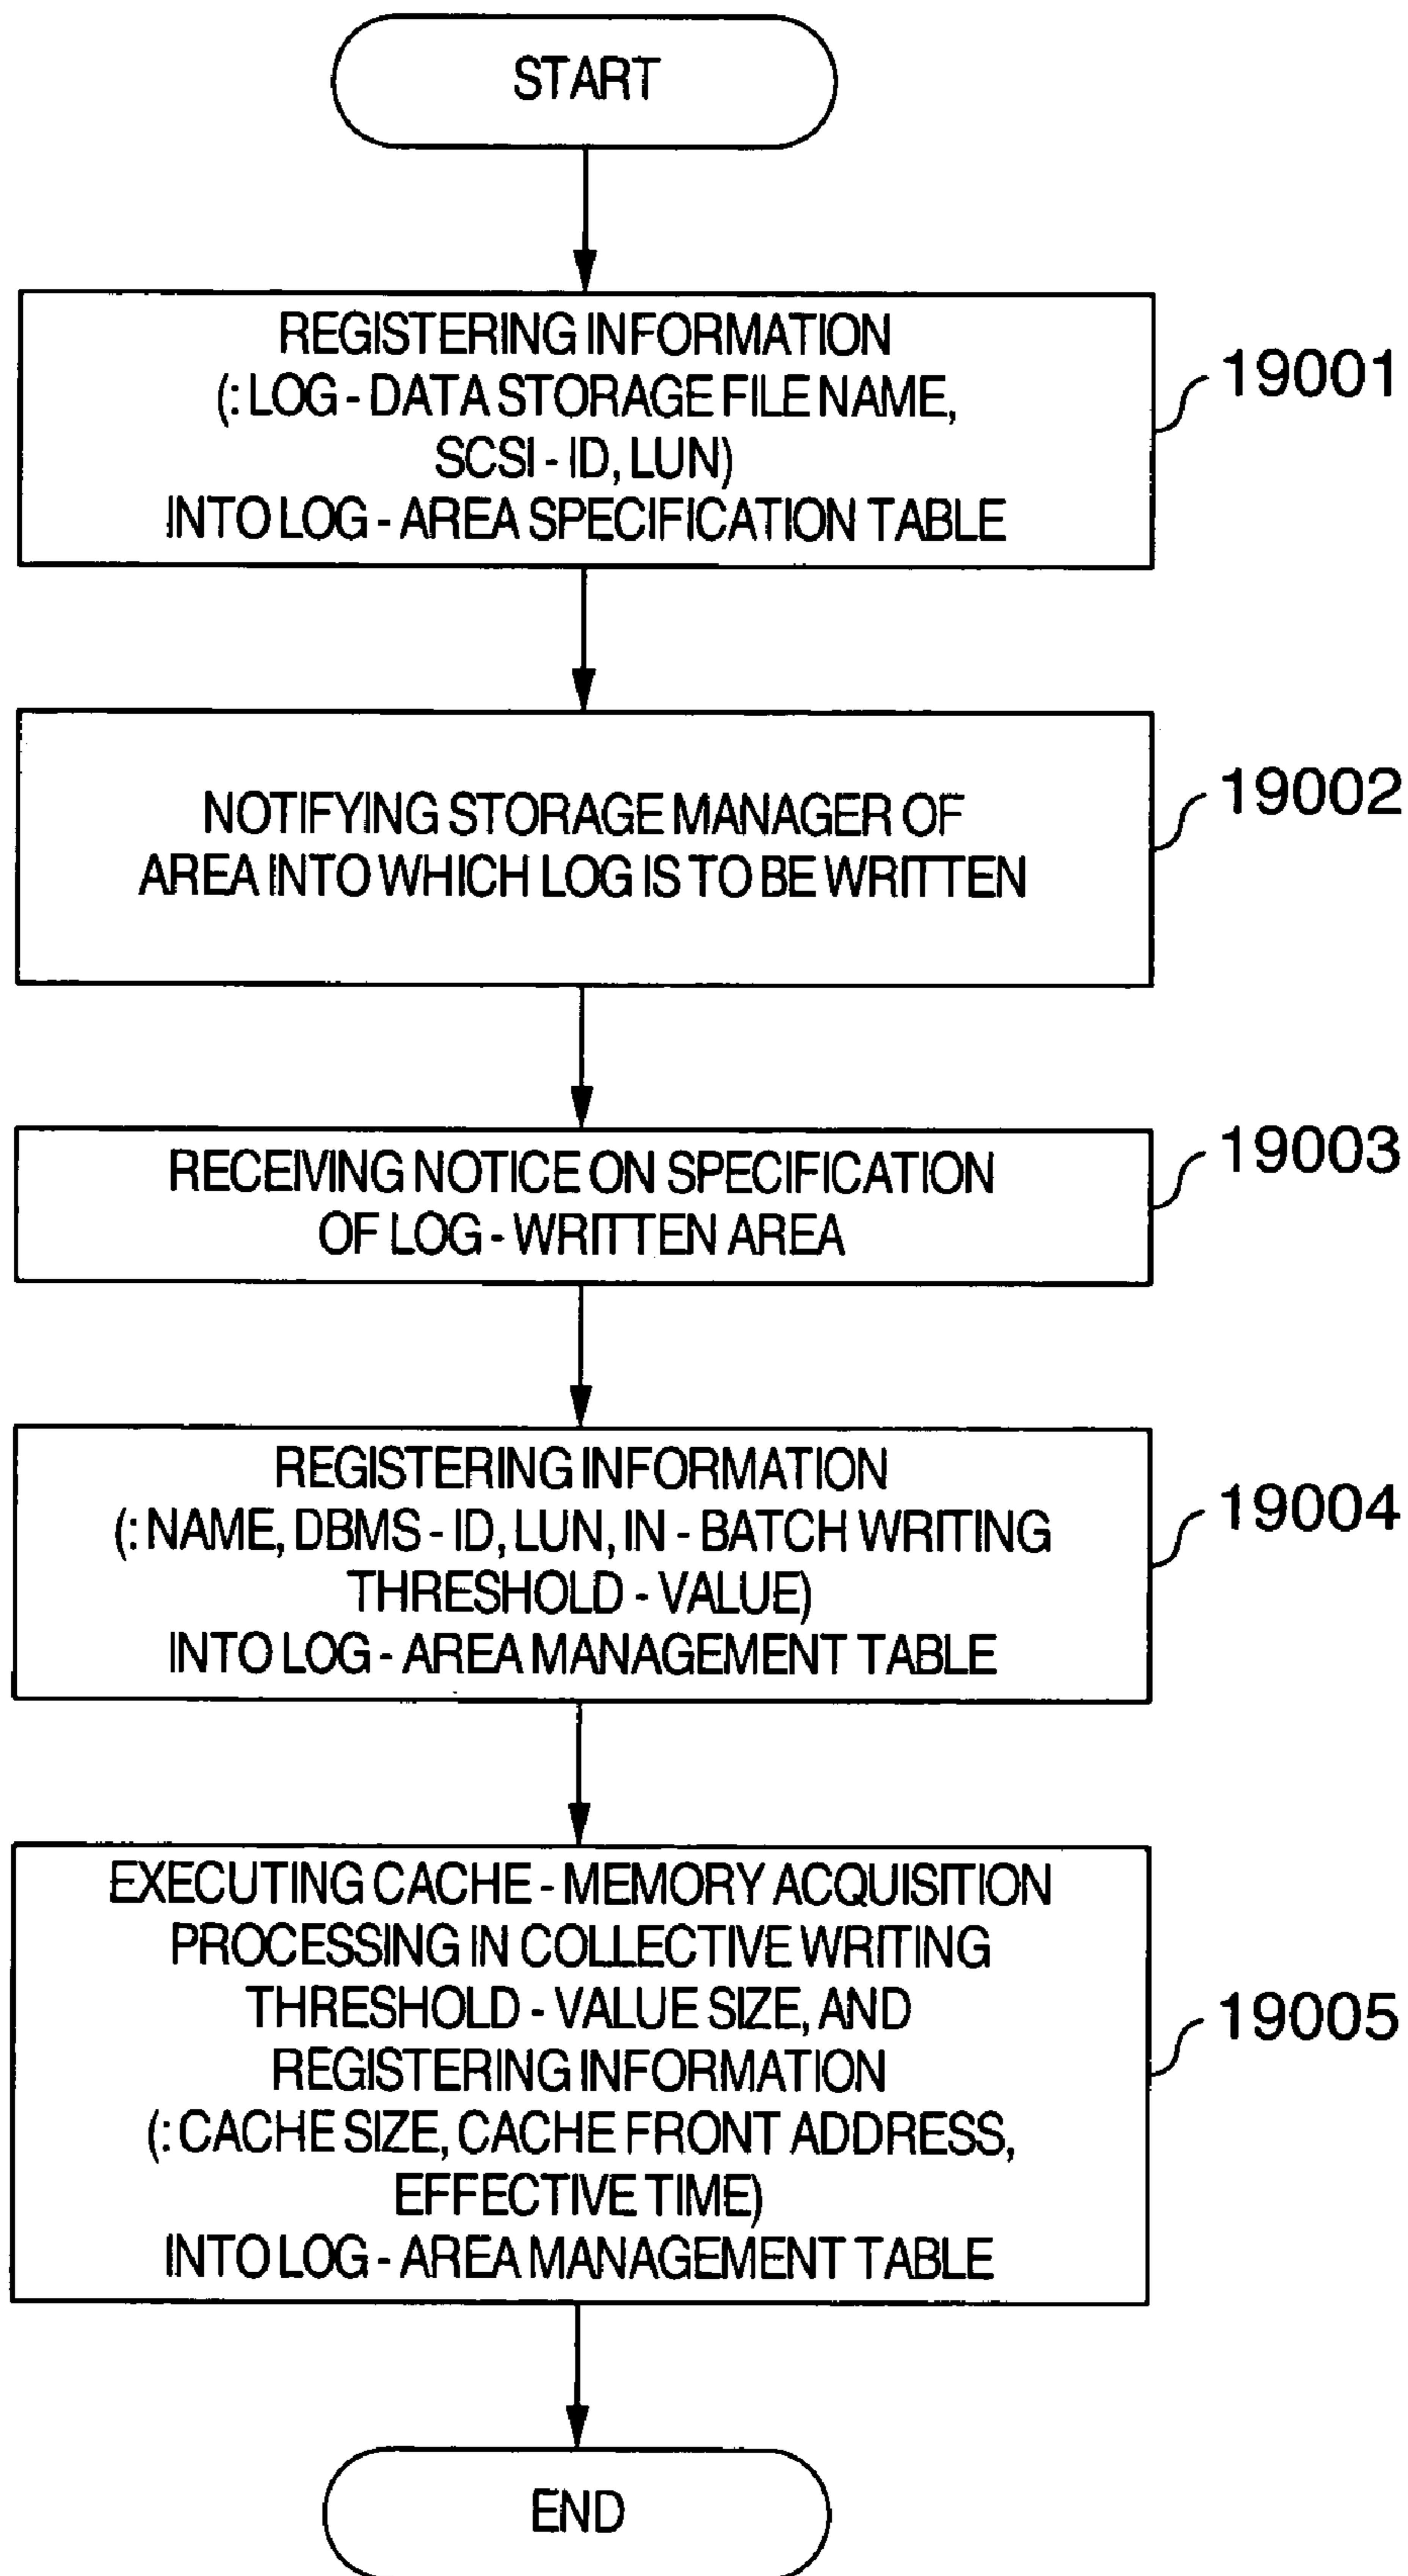 START
REGISTERING INFORMATION
(: LOG - DATA STORAGE FILE NAME,
SCSI - ID, LUN)
INTO LOG - AREA SPECIFICATION TABLE
19001
NOTIFYING STORAGE MANAGER OF
AREA INTO WHICH LOG IS TO BE WRITTEN
19002
RECEIVING NOTICE ON SPECIFICATION
OF LOG - WRITTEN AREA
19003
REGISTERING INFORMATION
(: NAME, DBMS - ID, LUN, IN - BATCH WRITING
THRESHOLD - VALUE)
INTO LOG - AREA MANAGEMENT TABLE
19004
EXECUTING CACHE - MEMORY ACQUISITION
PROCESSING IN COLLECTIVE WRITING
THRESHOLD - VALUE SIZE, AND
REGISTERING INFORMATION
(: CACHE SIZE, CACHE FRONT ADDRESS,
EFFECTIVE TIME)
INTO LOG - AREA MANAGEMENT TABLE
19005
END